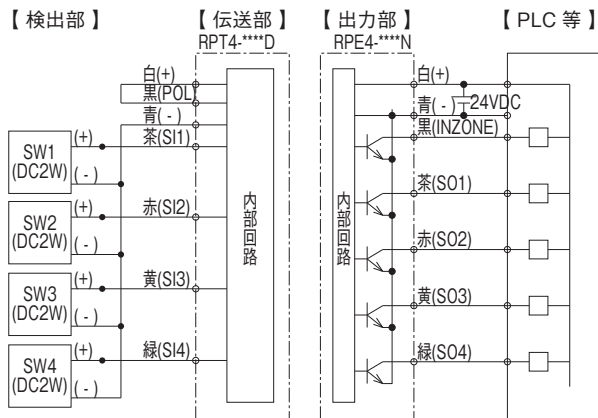 【 検出部 】
【 伝送部 】
【 出力部 】
【 PLC 等 】
RPT4-****D
RPE4-****N
白(+)
黒(POL)
青( - )
茶(SI1)
赤(SI2)
黄(SI3)
緑(SI4)
SW1
(DC2W)
(+)
( - )
SW2
(DC2W)
(+)
( - )
SW3
(DC2W)
(+)
( - )
SW4
(DC2W)
(+)
( - )
内部回路
内部回路
白(+)
青( - )
24VDC
黒(INZONE)
茶(SO1)
赤(SO2)
黄(SO3)
緑(SO4)